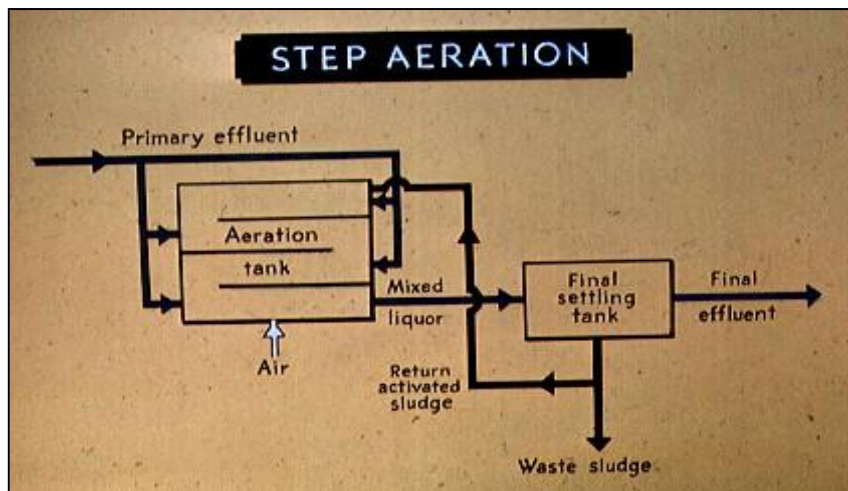 STEP AERATION
Primary effluent
Aeration
tank
Air
Mixed
liquor
Return
activated
sludge
Final
settling
tank
Final
effluent
Waste sludge